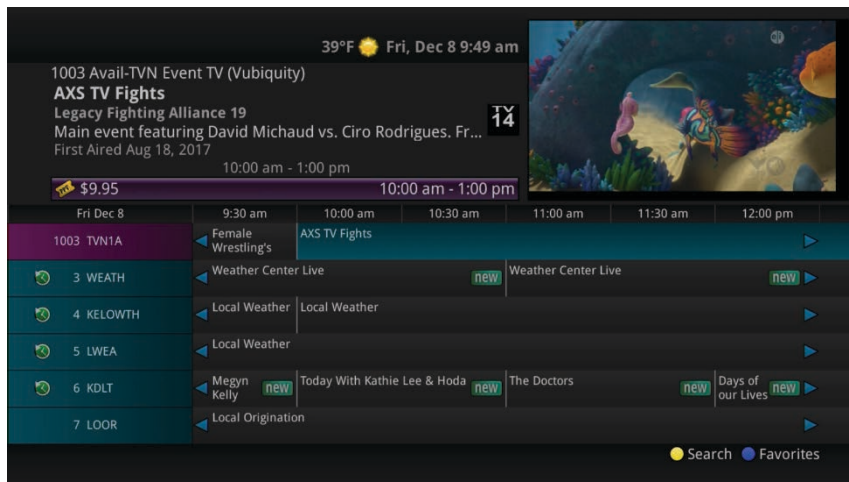 39°F Fri, Dec 8 9:49 am
1003 Avail-TVN Event TV (Vubiquity)
AXS TV Fights
Legacy Fighting Alliance 19
TV
14
Main event featuring David Michaud vs. Ciro Rodrigues. Fr...
First Aired Aug 18, 2017
10:00 am - 1:00 pm
$9.95 10:00 am - 1:00 pm
Fri Dec 8 9:30 am 10:00 am 10:30 am 11:00 am 11:30 am 12:00 pm
1003 TVN1A Female AXS TV Fights
Wrestling's
3 WEATH Weather Center Live new Weather Center Live new
4 KELOWTH Local Weather Local Weather
5 LWEA Local Weather
6 KDLT Megyn new Today With Kathie Lee & Hoda new The Doctors new Days of new
Kelly our Lives
7 LOOR Local Origination
Search Favorites